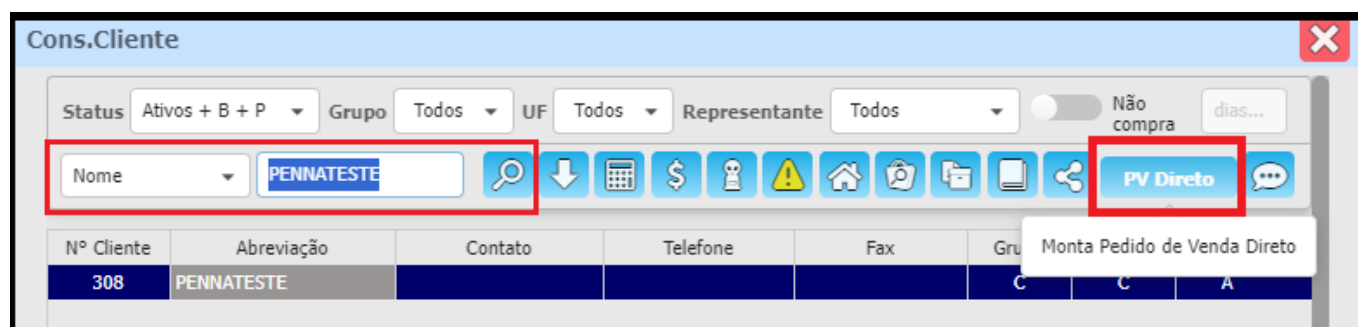 Cons.Cliente
Status Ativos + B + P Grupo Todos UF Todos Representante Todos Não compra dias...
Nome PENNATESTE $ PV Direto
Nº Cliente Abreviação Contato Telefone Fax Gru
Monta Pedido de Venda Direto
308 PENNATESTE C C A